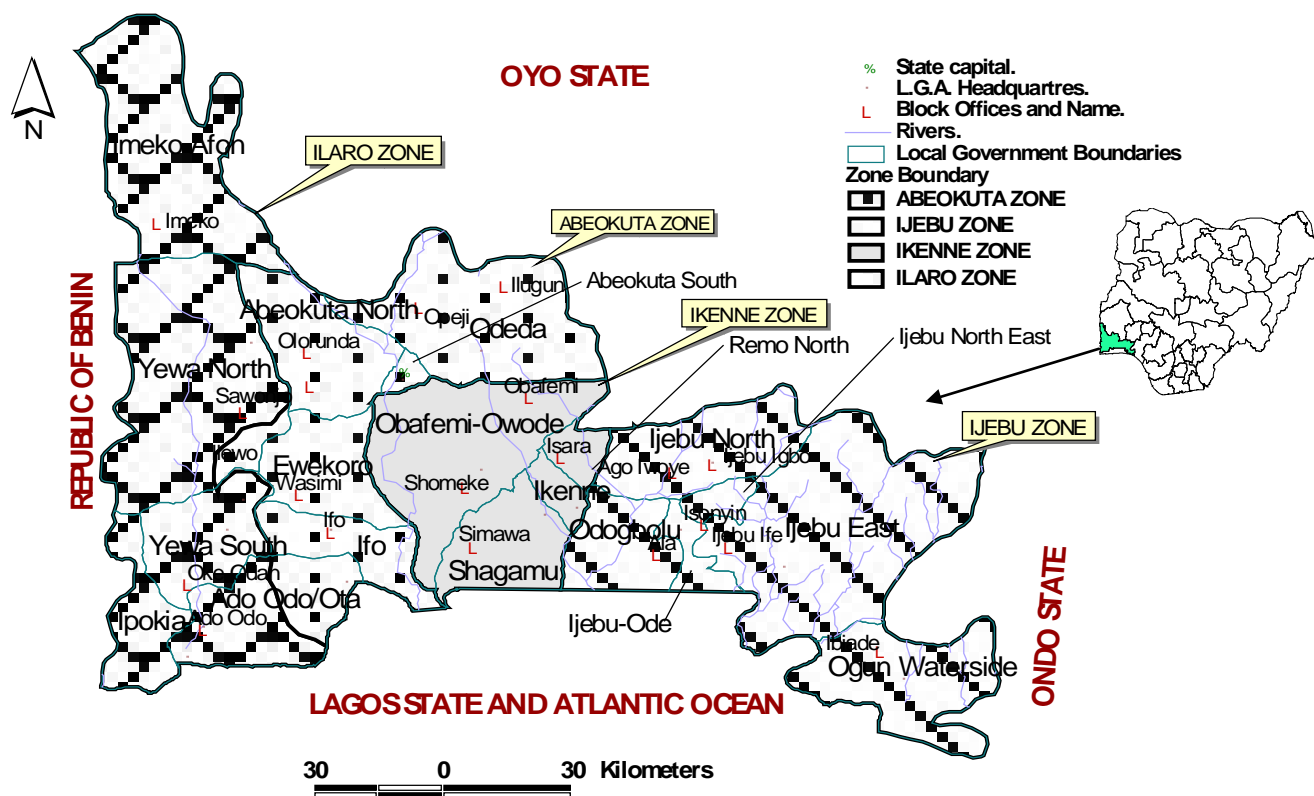 OYO STATE
% State capital.
L.G.A. Headquartres.
L Block Offices and Name.
Rivers.
Local Government Boundaries
Zone Boundary
ABEOKUTA ZONE
IJEBU ZONE
IKENNE ZONE
ILARO ZONE
N
Imeko Afon
ILARO ZONE
L Imeko
ABEOKUTA ZONE
REPUBLIC OF BENIN
L Ilugun
Abeokuta South
Abeokuta North
L Opeji
Odeda
IKENNE ZONE
Ijebu North East
Remo North
Olorunda
L
Yewa North
%
L
Obafemi
L
Sawonjo
L
Obafemi-Owode
IJEBU ZONE
Ijebu North
Isara
L
Ijebu Igbo
L
Ago Iwoye
L
Ilewo
Ewekoro
Wasimi
L
Shomeke
L
Ikenne
Isonyin
L
Odogbolu
Ijebu East
Ifo
L
Simawa
L
Ala
L
Ijebu Ife
L
Yewa South
Ifo
Oke Odan
L
Shagamu
Ado Odo/Ota
Ipokia
Ado Odo
L
Ijebu-Ode
Ibiade
L
Ogun Waterside
ONDO STATE
LAGOS STATE AND ATLANTIC OCEAN
30 0 30 Kilometers